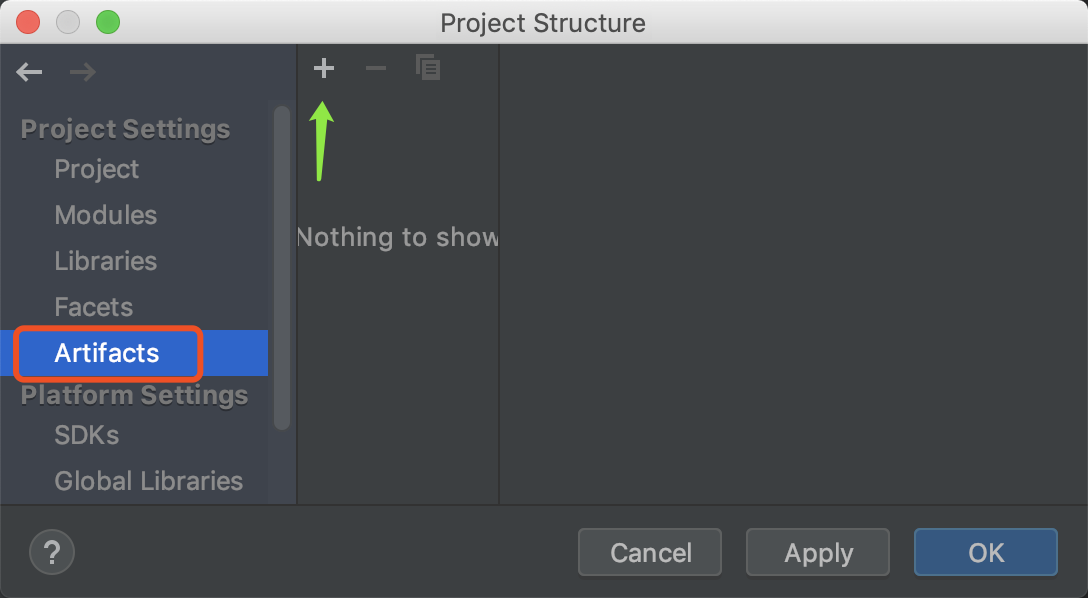 Project Structure
Project Settings
Project
Modules
Libraries
Facets
Artifacts
Platform Settings
SDKs
Global Libraries
Nothing to show
?
Cancel
Apply
OK